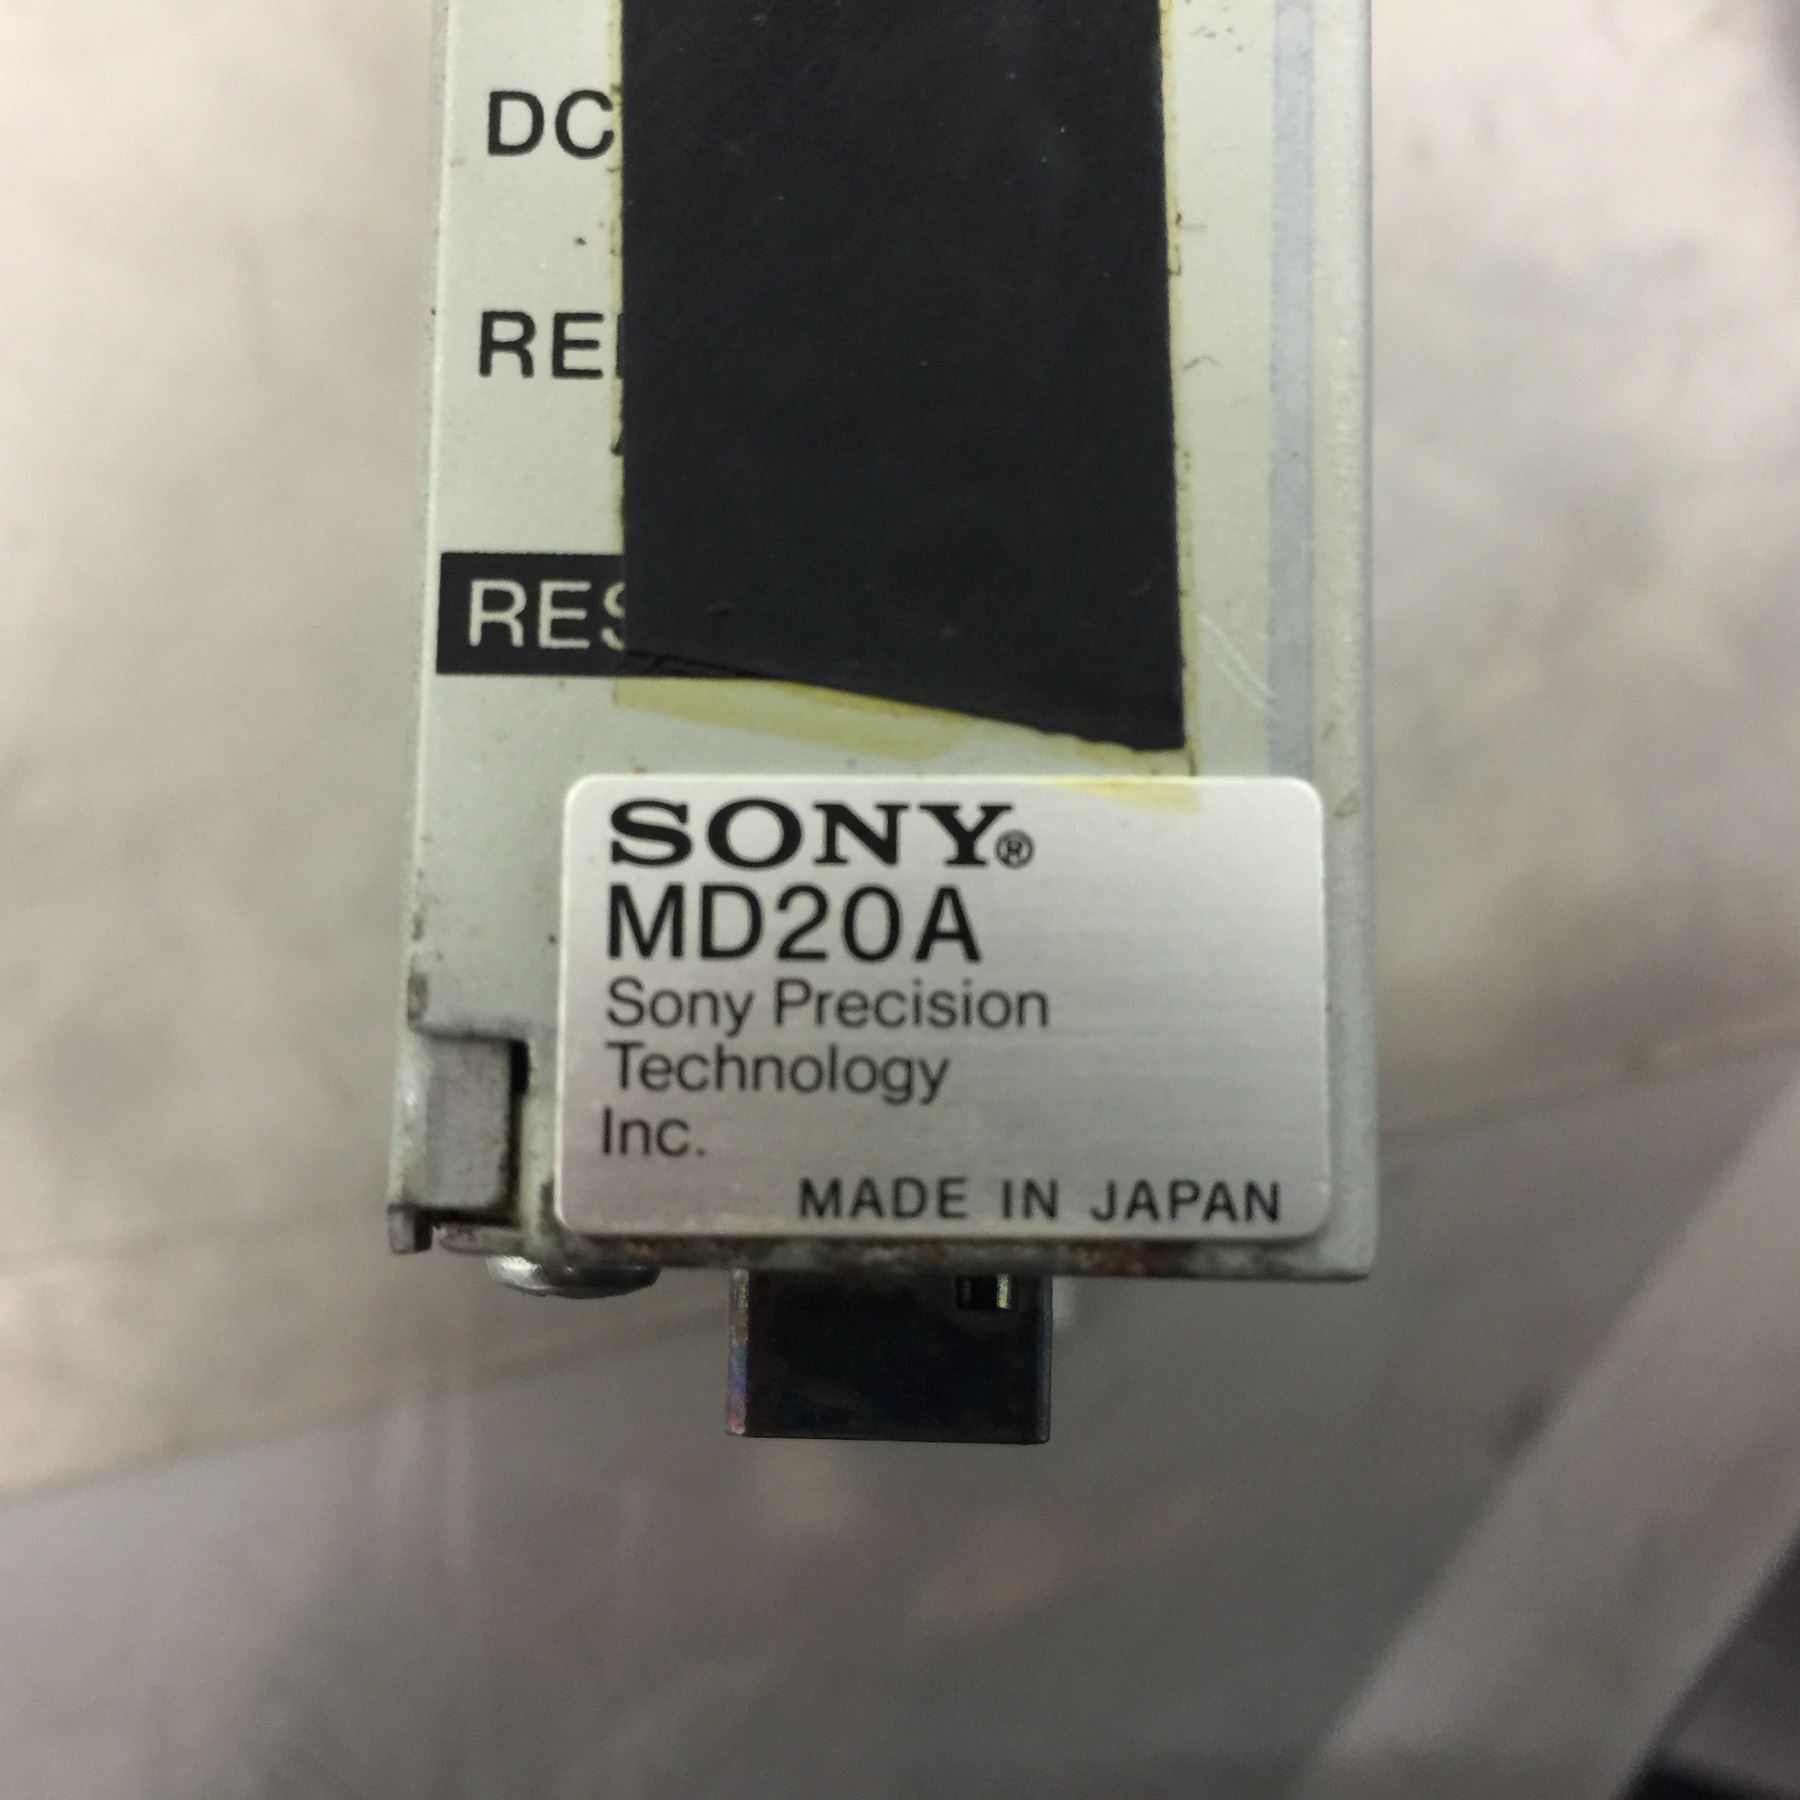 DC
RE
RES
SONY®
MD20A
Sony Precision
Technology
Inc.
MADE IN JAPAN